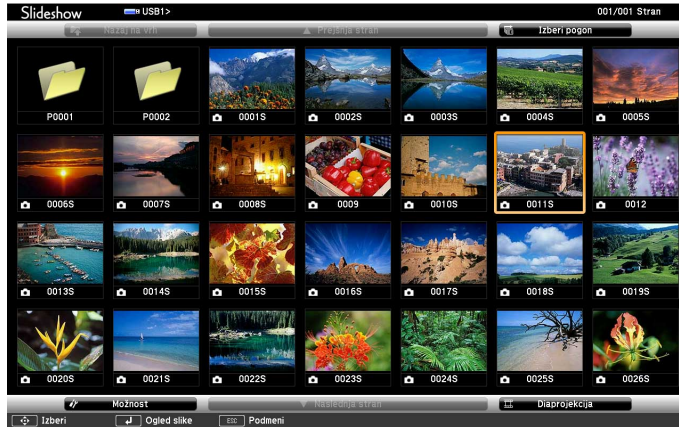 Slideshow USB1> 001/001 Stran
Nazaj na vrh ▲ Prejšnja stran Izberi pogon
P0001 P0002 0001S 0002S 0003S 0004S 0005S
0006S 0007S 0008S 0009 0010S 0011S 0012
0013S 0014S 0015S 0016S 0017S 0018S 0019S
0020S 0021S 0022S 0023S 0024S 0025S 0026S
Možnost ▼ Naslednja stran Diaprojekcija
Izberi Ogled slike ESC Podmeni